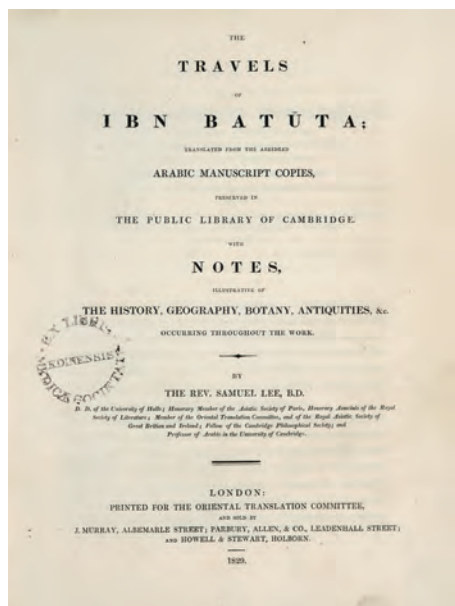 THE
TRAVELS
OF
IBN BATŪTA;
TRANSLATED FROM THE ABRIDGED
ARABIC MANUSCRIPT COPIES,
PRESERVED IN
THE PUBLIC LIBRARY OF CAMBRIDGE.
WITH
NOTES,
ILLUSTRATIVE OF
THE HISTORY, GEOGRAPHY, BOTANY, ANTIQUITIES, &c.
OCCURRING THROUGHOUT THE WORK.
BY
THE REV. SAMUEL LEE, B.D.
D. D. of the University of Halle; Honorary Member of the Asiatic Society of Paris, Honorary Associate of the Royal
Society of Literature; Member of the Oriental Translation Committee, and of the Royal Asiatic Society of
Great Britain and Ireland; Fellow of the Cambridge Philosophical Society; and
Professor of Arabic in the University of Cambridge.
LONDON:
PRINTED FOR THE ORIENTAL TRANSLATION COMMITTEE,
AND SOLD BY
J. MURRAY, ALBEMARLE STREET; PARBURY, ALLEN, & CO., LEADENHALL STREET;
AND HOWELL & STEWART, HOLBORN.
1829.